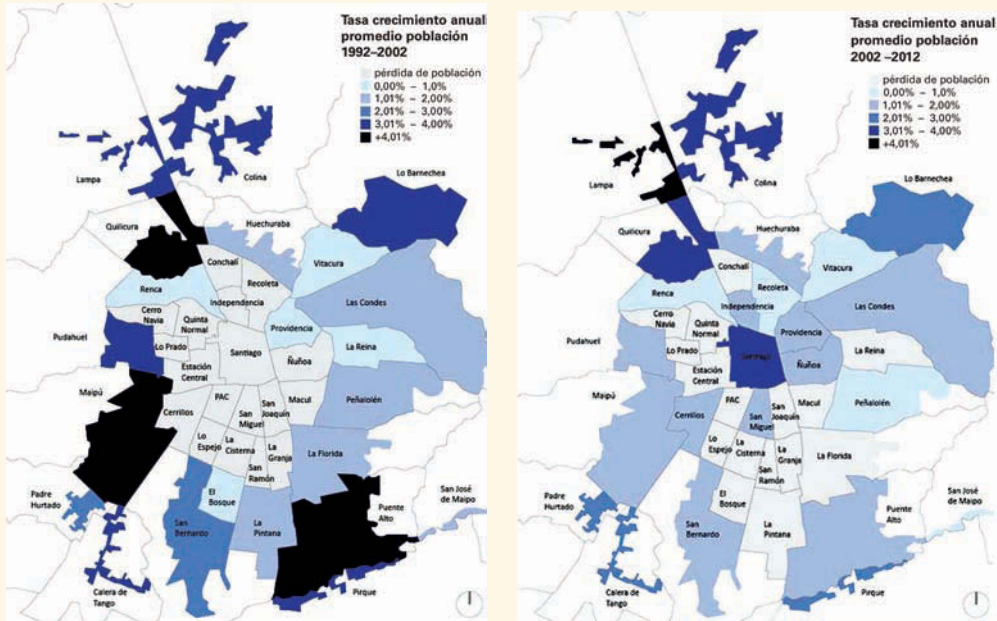 Tasa crecimiento anual
promedio población
1992–2002
pérdida de población
0,00% – 1,0%
1,01% – 2,00%
2,01% – 3,00%
3,01% – 4,00%
+4,01%
Lampa
Colina
Lo Barnechea
Quilicura
Huechuraba
Conchalí
Vitacura
Recoleta
Renca
Independencia
Las Condes
Cerro
Navia
Quinta
Normal
Providencia
Pudahuel
Lo Prado
Santiago
La Reina
Ñuñoa
Estación
Central
Maipú
PAC
San
Joaquín
Macul
Peñalolén
Cerrillos
San
Miguel
Lo
Espejo
La
Cisterna
La
Granja
La Florida
San
Ramón
El
Bosque
San José
de Maipo
Padre
Hurtado
San
Bernardo
La
Pintana
Puente
Alto
Calera de
Tango
Pirque
Tasa crecimiento anual
promedio población
2002 –2012
pérdida de población
0,00% – 1,0%
1,01% – 2,00%
2,01% – 3,00%
3,01% – 4,00%
+4,01%
Lampa
Colina
Lo Barnechea
Quilicura
Huechuraba
Conchalí
Vitacura
Recoleta
Renca
Independencia
Las Condes
Cerro
Navia
Quinta
Normal
Providencia
Pudahuel
Lo Prado
Santiago
La Reina
Ñuñoa
Estación
Central
Maipú
PAC
San
Joaquín
Macul
Peñalolén
Cerrillos
San
Miguel
Lo
Espejo
La
Cisterna
La
Granja
La Florida
San
Ramón
El
Bosque
San José de
Maipo
Padre
Hurtado
San
Bernardo
La
Pintana
Puente
Alto
Calera de
Tango
Pirque